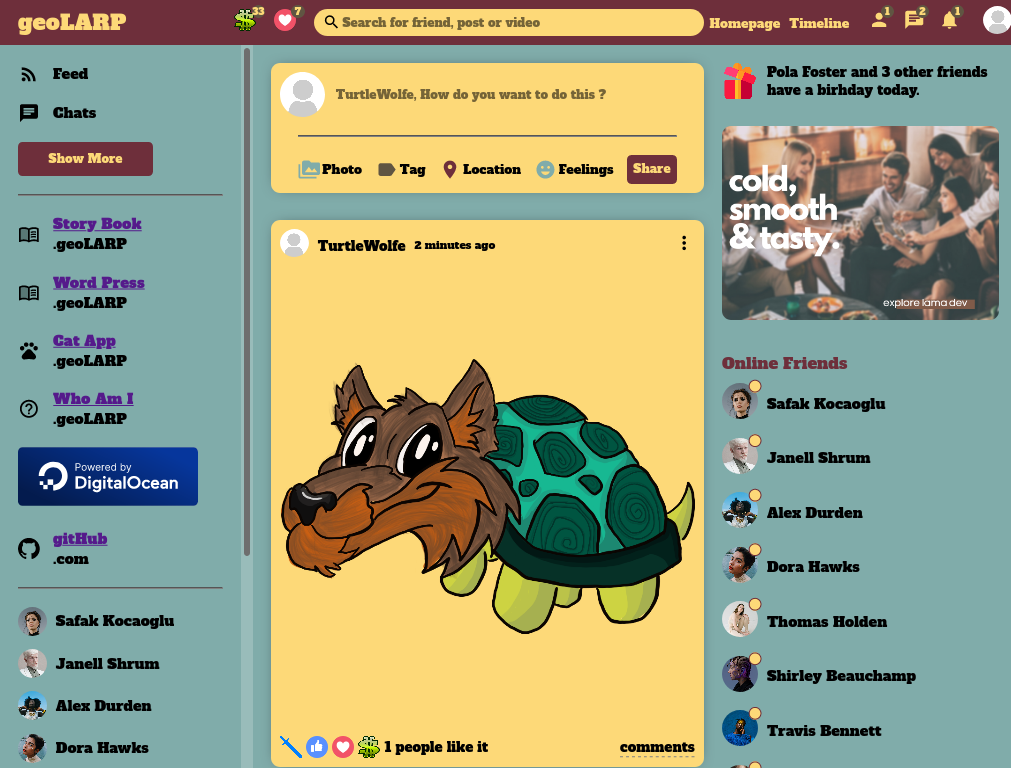 geoLARP
33
7
Search for friend, post or video
Homepage Timeline
1
2
1
Feed
Chats
Show More
Story Book
.geoLARP
Word Press
.geoLARP
Cat App
.geoLARP
Who Am I
.geoLARP
Powered by
DigitalOcean
gitHub
.com
Safak Kocaoglu
Janell Shrum
Alex Durden
Dora Hawks
TurtleWolfe, How do you want to do this ?
Photo Tag Location Feelings Share
TurtleWolfe 2 minutes ago
1 people like it comments
Pola Foster and 3 other friends
have a birhday today.
cold,
smooth
& tasty.
explore lama dev
Online Friends
Safak Kocaoglu
Janell Shrum
Alex Durden
Dora Hawks
Thomas Holden
Shirley Beauchamp
Travis Bennett